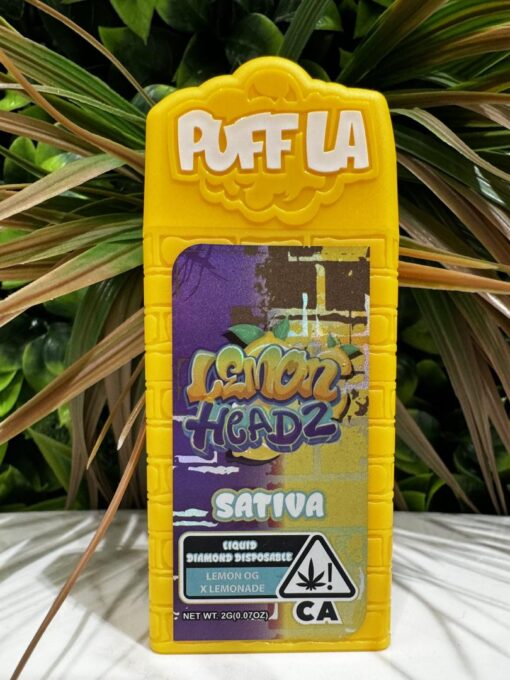 PUFF LA
LEMON
HEADZ
SATIVA
LIQUID
DIAMOND DISPOSABLE
LEMON OG
X LEMONADE
!
CA
NET WT. 2G(0.07OZ)